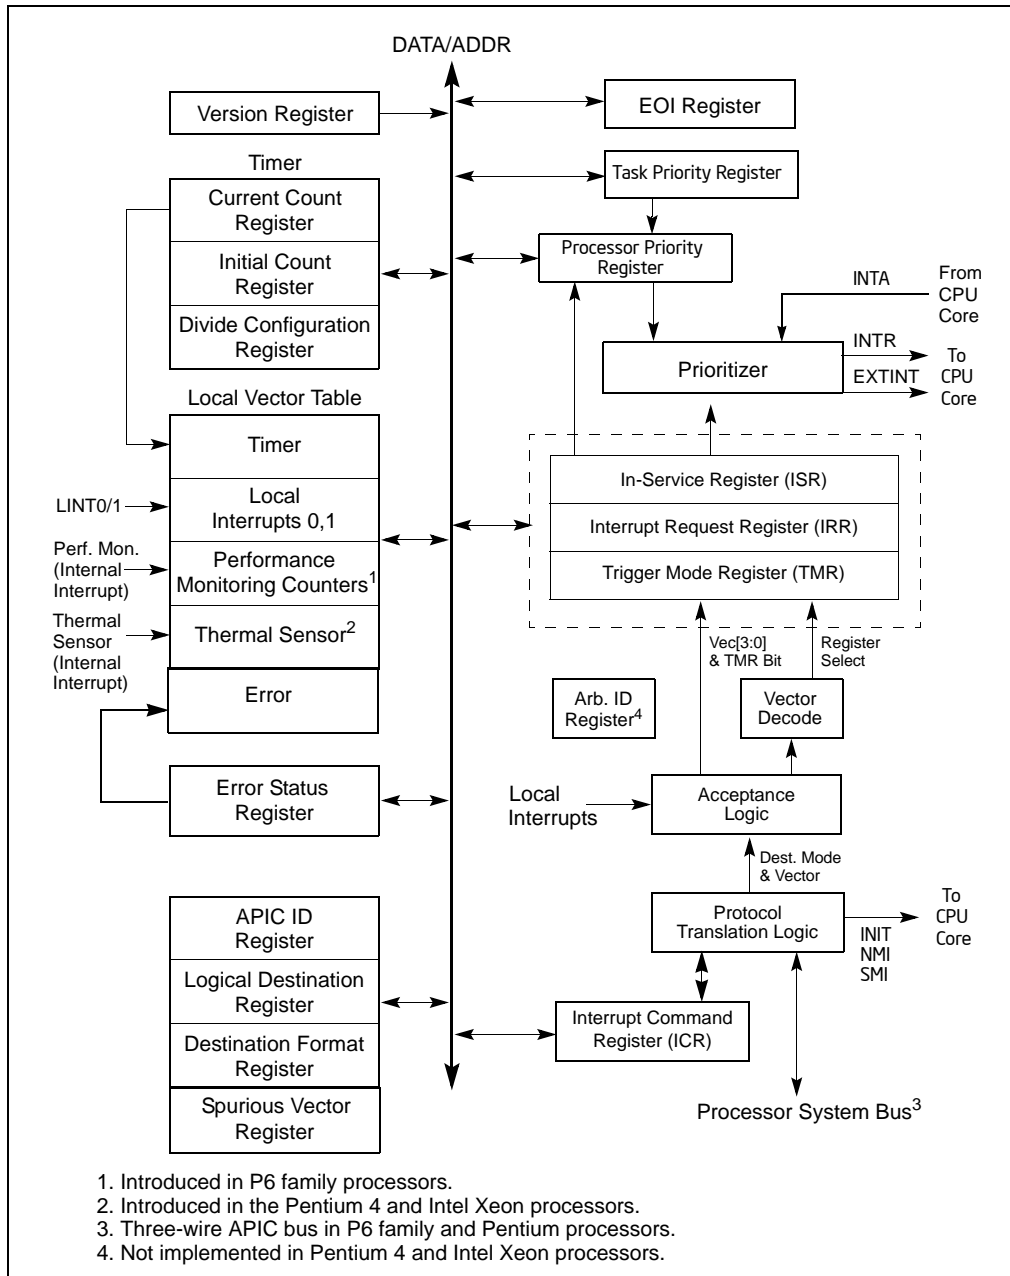 DATA/ADDR
Version Register
EOI Register
Timer
Task Priority Register
Current Count
Register
Initial Count
Register
Divide Configuration
Register
Processor Priority
Register
INTA
From
CPU
Core
Prioritizer
INTR
EXTINT
To
CPU
Core
Local Vector Table
Timer
LINT0/1
Local
Interrupts 0,1
Perf. Mon.
(Internal
Interrupt)
Performance
Monitoring Counters1
Thermal
Sensor
(Internal
Interrupt)
Thermal Sensor2
Error
In-Service Register (ISR)
Interrupt Request Register (IRR)
Trigger Mode Register (TMR)
Vec[3:0]
& TMR Bit
Register
Select
Arb. ID
Register4
Vector
Decode
Error Status
Register
Local
Interrupts
Acceptance
Logic
Dest. Mode
& Vector
APIC ID
Register
Logical Destination
Register
Destination Format
Register
Spurious Vector
Register
Protocol
Translation Logic
INIT
NMI
SMI
To
CPU
Core
Interrupt Command
Register (ICR)
Processor System Bus3
1. Introduced in P6 family processors.
2. Introduced in the Pentium 4 and Intel Xeon processors.
3. Three-wire APIC bus in P6 family and Pentium processors.
4. Not implemented in Pentium 4 and Intel Xeon processors.